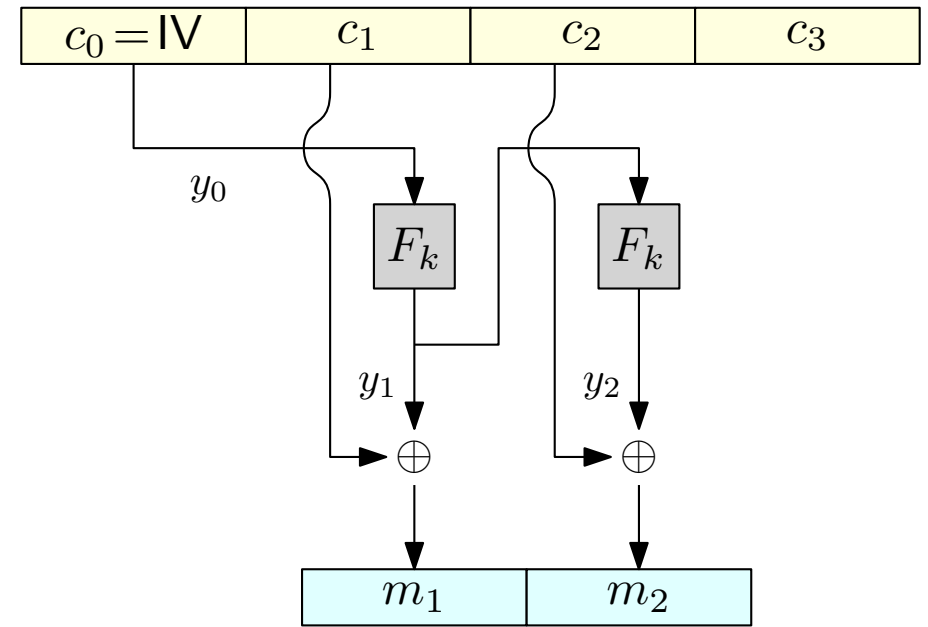 c₀ = IV c₁ c₂ c₃
y₀
Fₖ Fₖ
y₁ y₂
⊕ ⊕
m₁ m₂